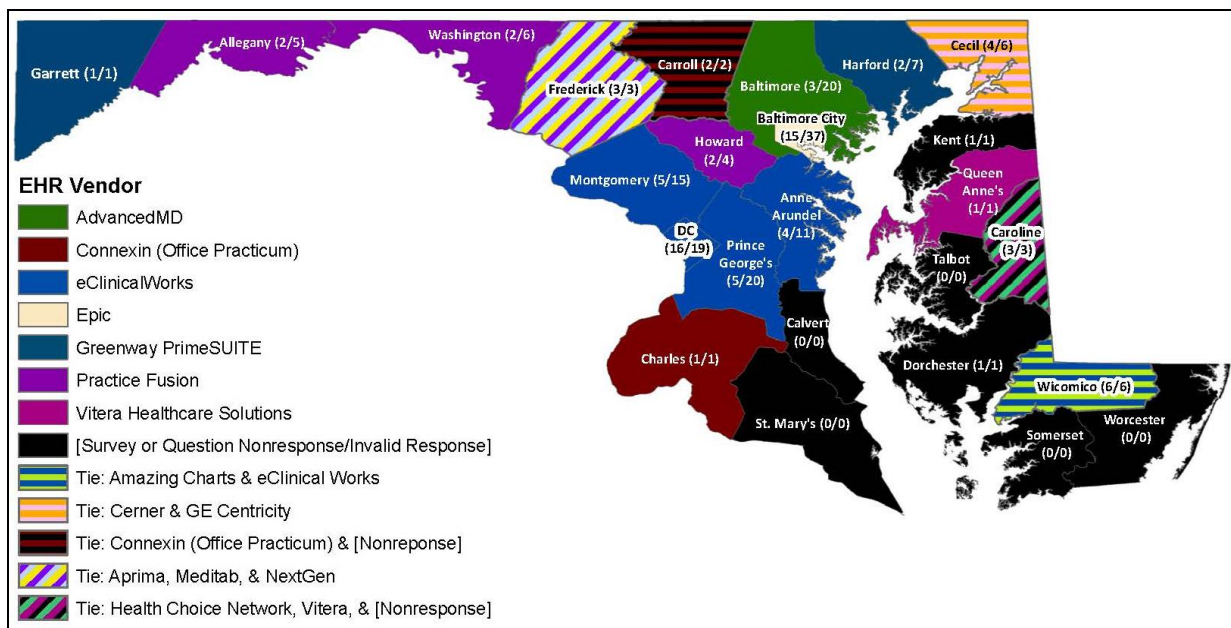 Garrett (1/1)
Allegany (2/5)
Washington (2/6)
Frederick (3/3)
Carroll (2/2)
Baltimore (3/20)
Harford (2/7)
Cecil (4/6)
Baltimore City
(15/37)
Howard
(2/4)
Montgomery (5/15)
Anne
Arundel
(4/11)
DC
(16/19)
Prince
George's
(5/20)
Kent (1/1)
Queen
Anne's
(1/1)
Caroline
(3/3)
Talbot
(0/0)
Calvert
(0/0)
Charles (1/1)
St. Mary's (0/0)
Dorchester (1/1)
Wicomico (6/6)
Worcester
(0/0)
Somerset
(0/0)
EHR Vendor
AdvancedMD
Connexin (Office Practicum)
eClinicalWorks
Epic
Greenway PrimeSUITE
Practice Fusion
Vitera Healthcare Solutions
[Survey or Question Nonresponse/Invalid Response]
Tie: Amazing Charts & eClinical Works
Tie: Cerner & GE Centricity
Tie: Connexin (Office Practicum) & [Nonreponse]
Tie: Aprima, Meditab, & NextGen
Tie: Health Choice Network, Vitera, & [Nonresponse]